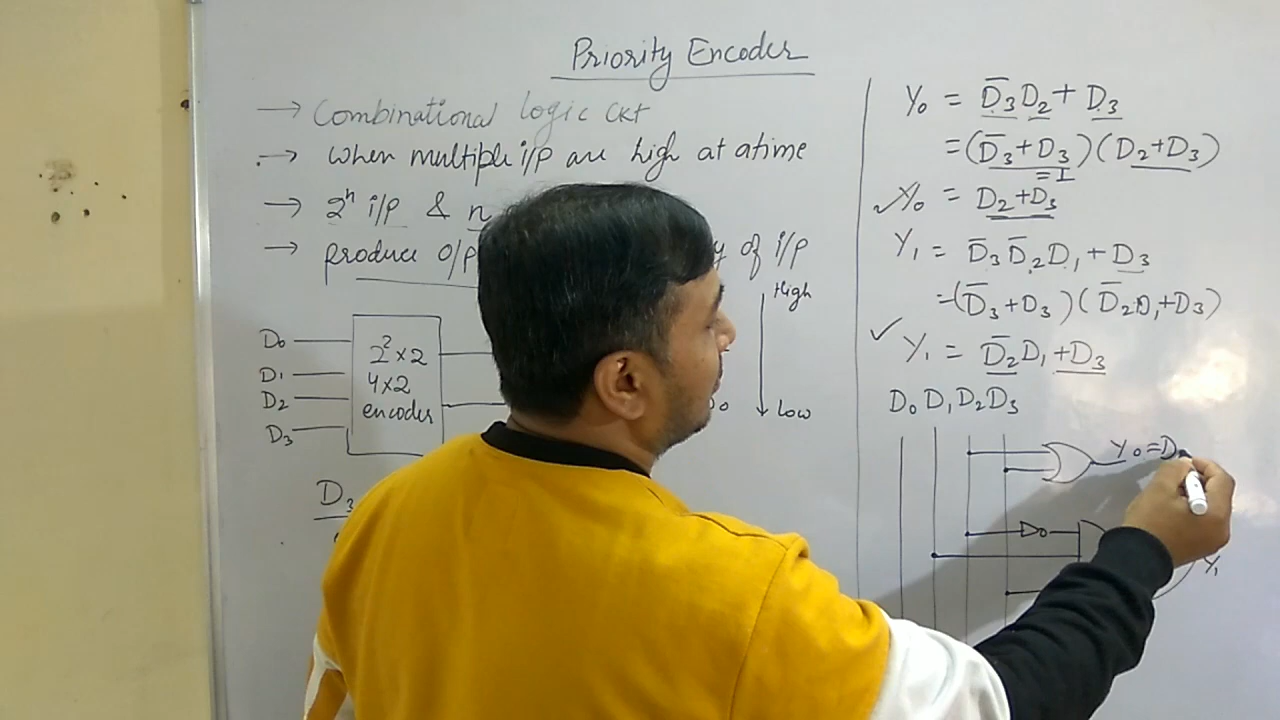 Priority Encoder
→ Combinational logic CKT
→ when multiple i/p are high at atime
→ 2ⁿ i/p & n
→ produce o/p y of i/p
High
Low
D₀
D₁
D₂
D₃
2²×2
4×2
encoder
D₃
Y₀ = D̅₃D₂ + D₃
= (D̅₃+D₃)(D₂+D₃)
= 1
✓ Y₀ = D₂+D₃
Y₁ = D̅₃D̅₂D₁ + D₃
= (D̅₃+D₃)(D̅₂D₁+D₃)
✓ Y₁ = D̅₂D₁+D₃
D₀ D₁ D₂ D₃
Y₀=D
Y₁